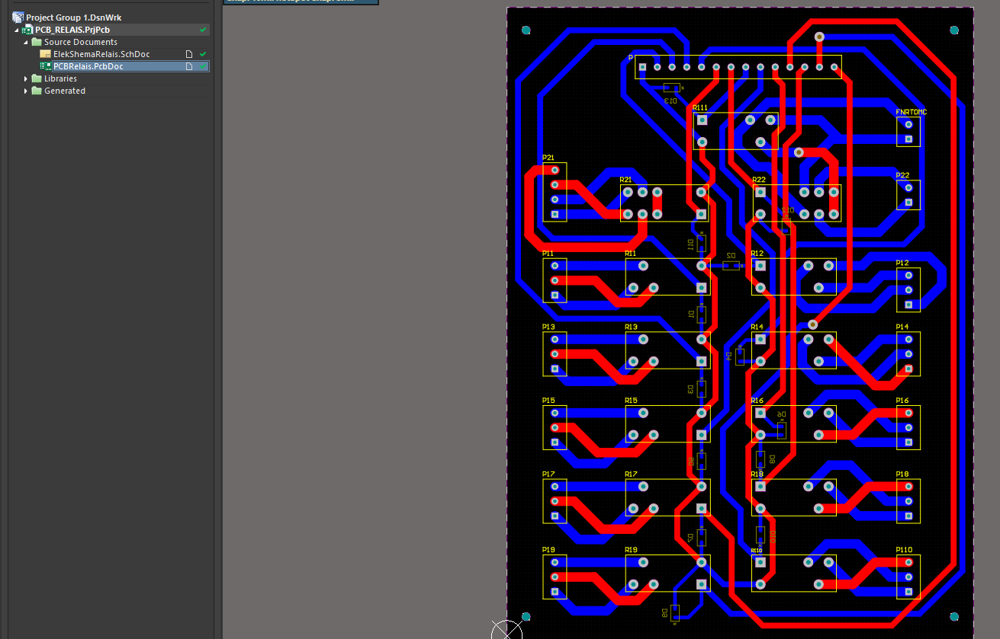 Project Group 1.DsnWrk
PCB_RELAIS.PrjPcb
Source Documents
ElekShemaRelais.SchDoc
PCBRelais.PcbDoc
Libraries
Generated
P
D13
R111
FNRTOMC
P21
R21
R22
P22
D12
D11
D2
P11
R11
R12
P12
D1
P13
R13
R14
P14
D4
D3
P15
R15
R16
P16
D6
D8
P17
R17
R18
P18
D7
D10
P19
R19
R110
P110
D9